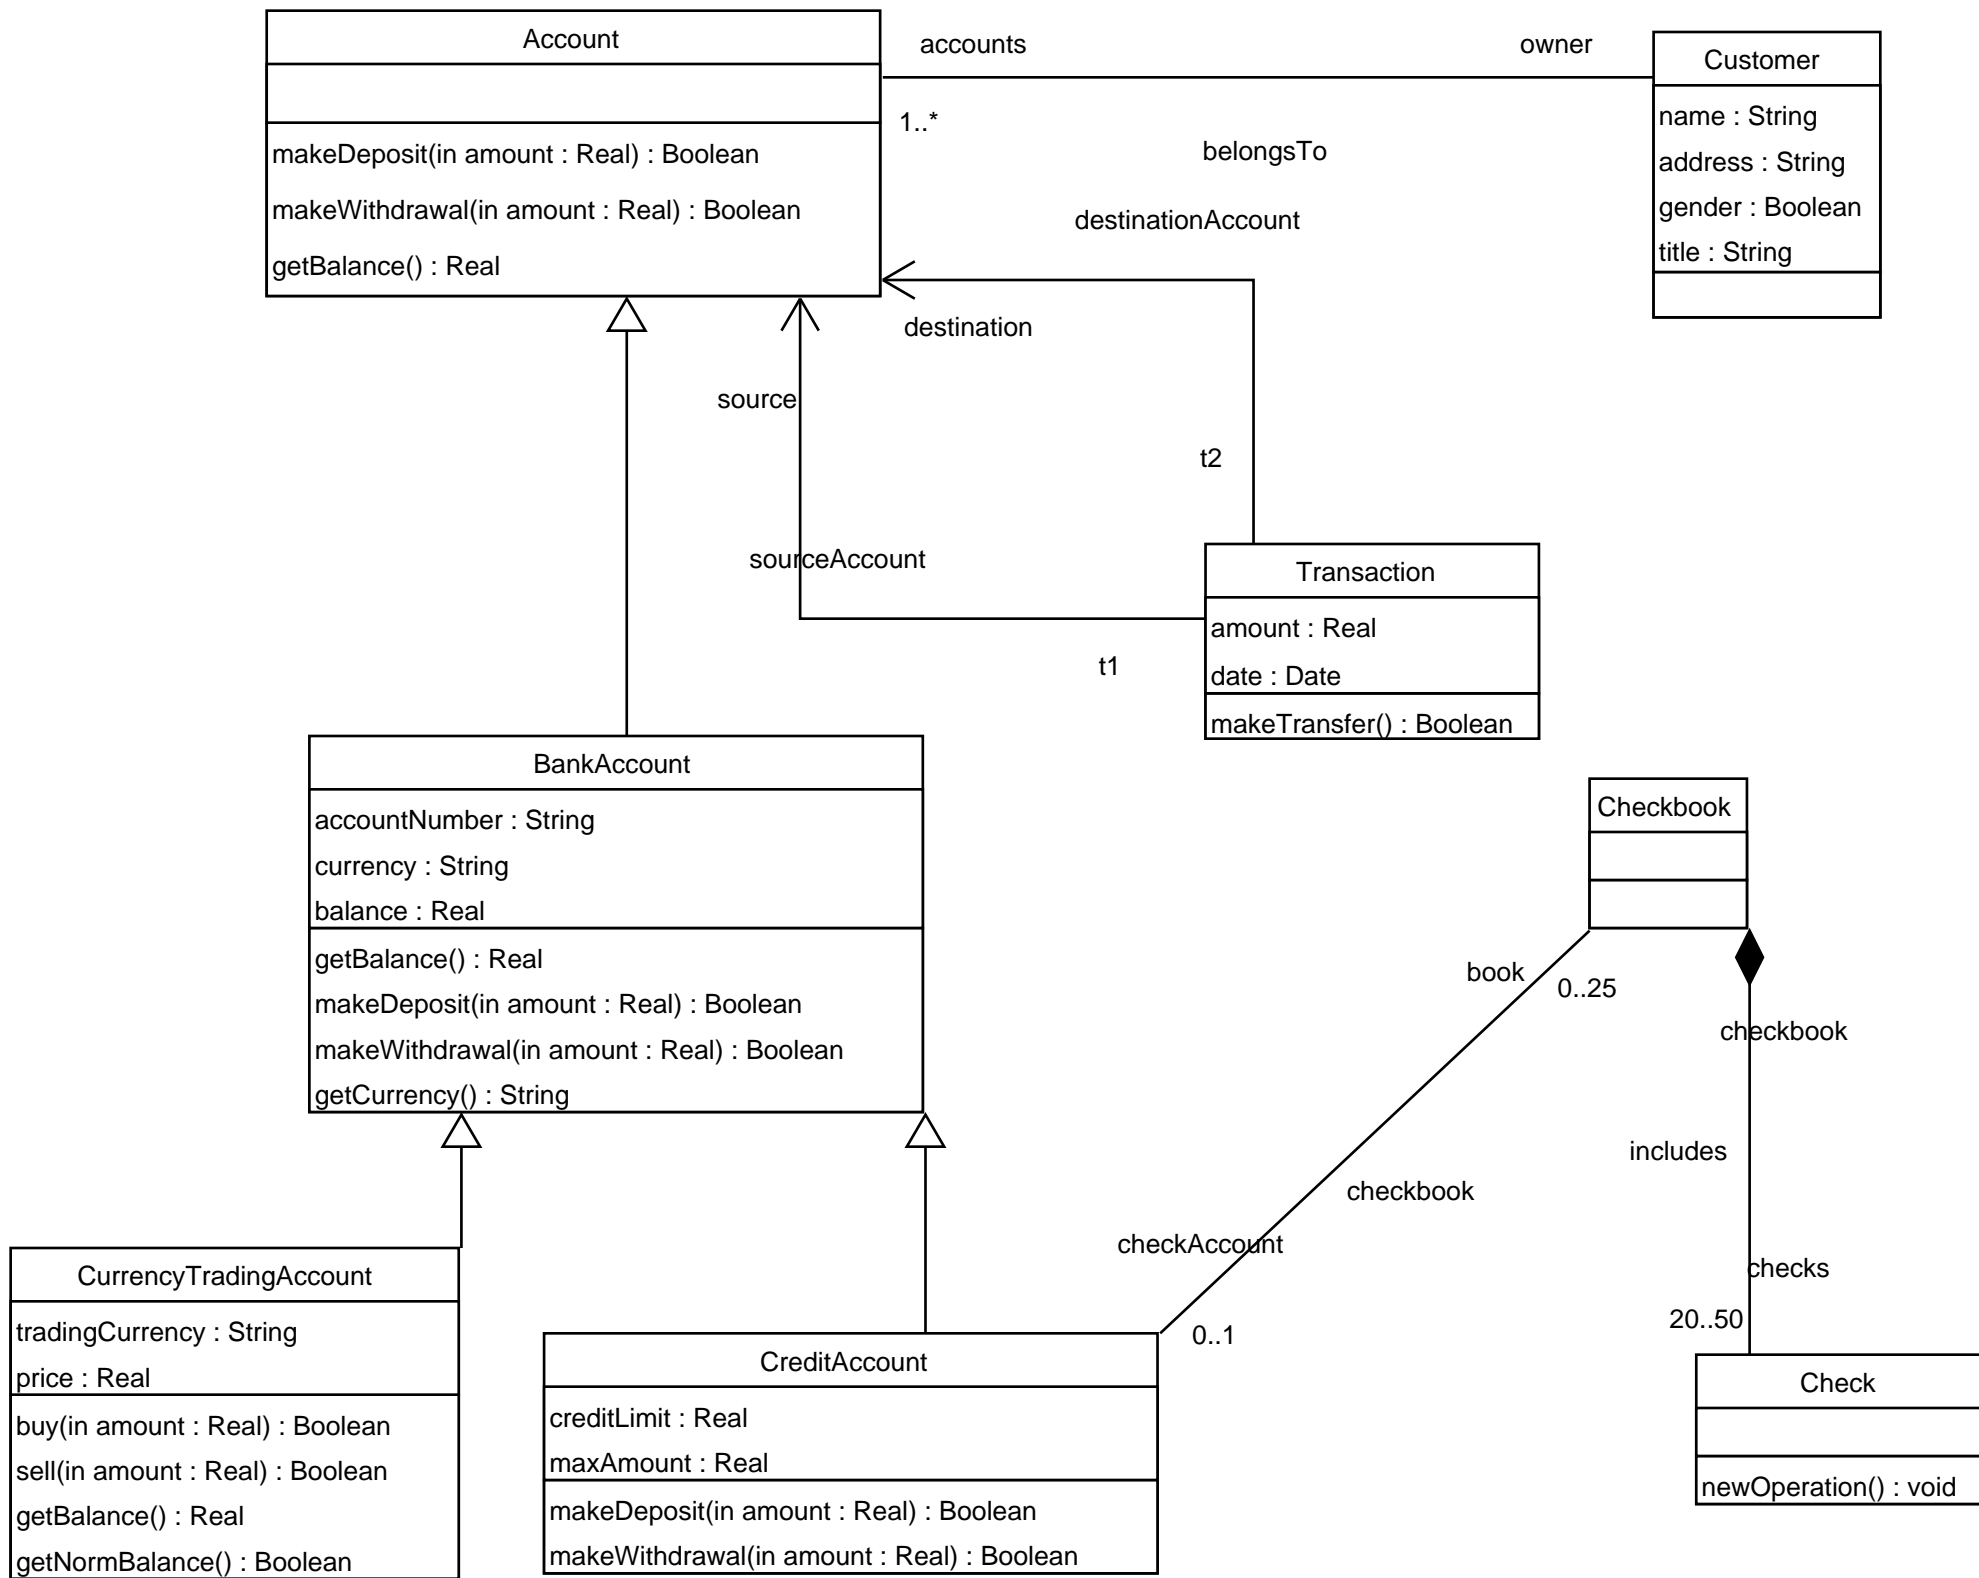 Account
makeDeposit(in amount : Real) : Boolean
makeWithdrawal(in amount : Real) : Boolean
getBalance() : Real
accounts
owner
1..*
belongsTo
Customer
name : String
address : String
gender : Boolean
title : String
destinationAccount
destination
source
t2
sourceAccount
t1
Transaction
amount : Real
date : Date
makeTransfer() : Boolean
BankAccount
accountNumber : String
currency : String
balance : Real
getBalance() : Real
makeDeposit(in amount : Real) : Boolean
makeWithdrawal(in amount : Real) : Boolean
getCurrency() : String
Checkbook
book
0..25
checkbook
includes
checkbook
checkAccount
0..1
checks
20..50
CurrencyTradingAccount
tradingCurrency : String
price : Real
buy(in amount : Real) : Boolean
sell(in amount : Real) : Boolean
getBalance() : Real
getNormBalance() : Boolean
CreditAccount
creditLimit : Real
maxAmount : Real
makeDeposit(in amount : Real) : Boolean
makeWithdrawal(in amount : Real) : Boolean
Check
newOperation() : void